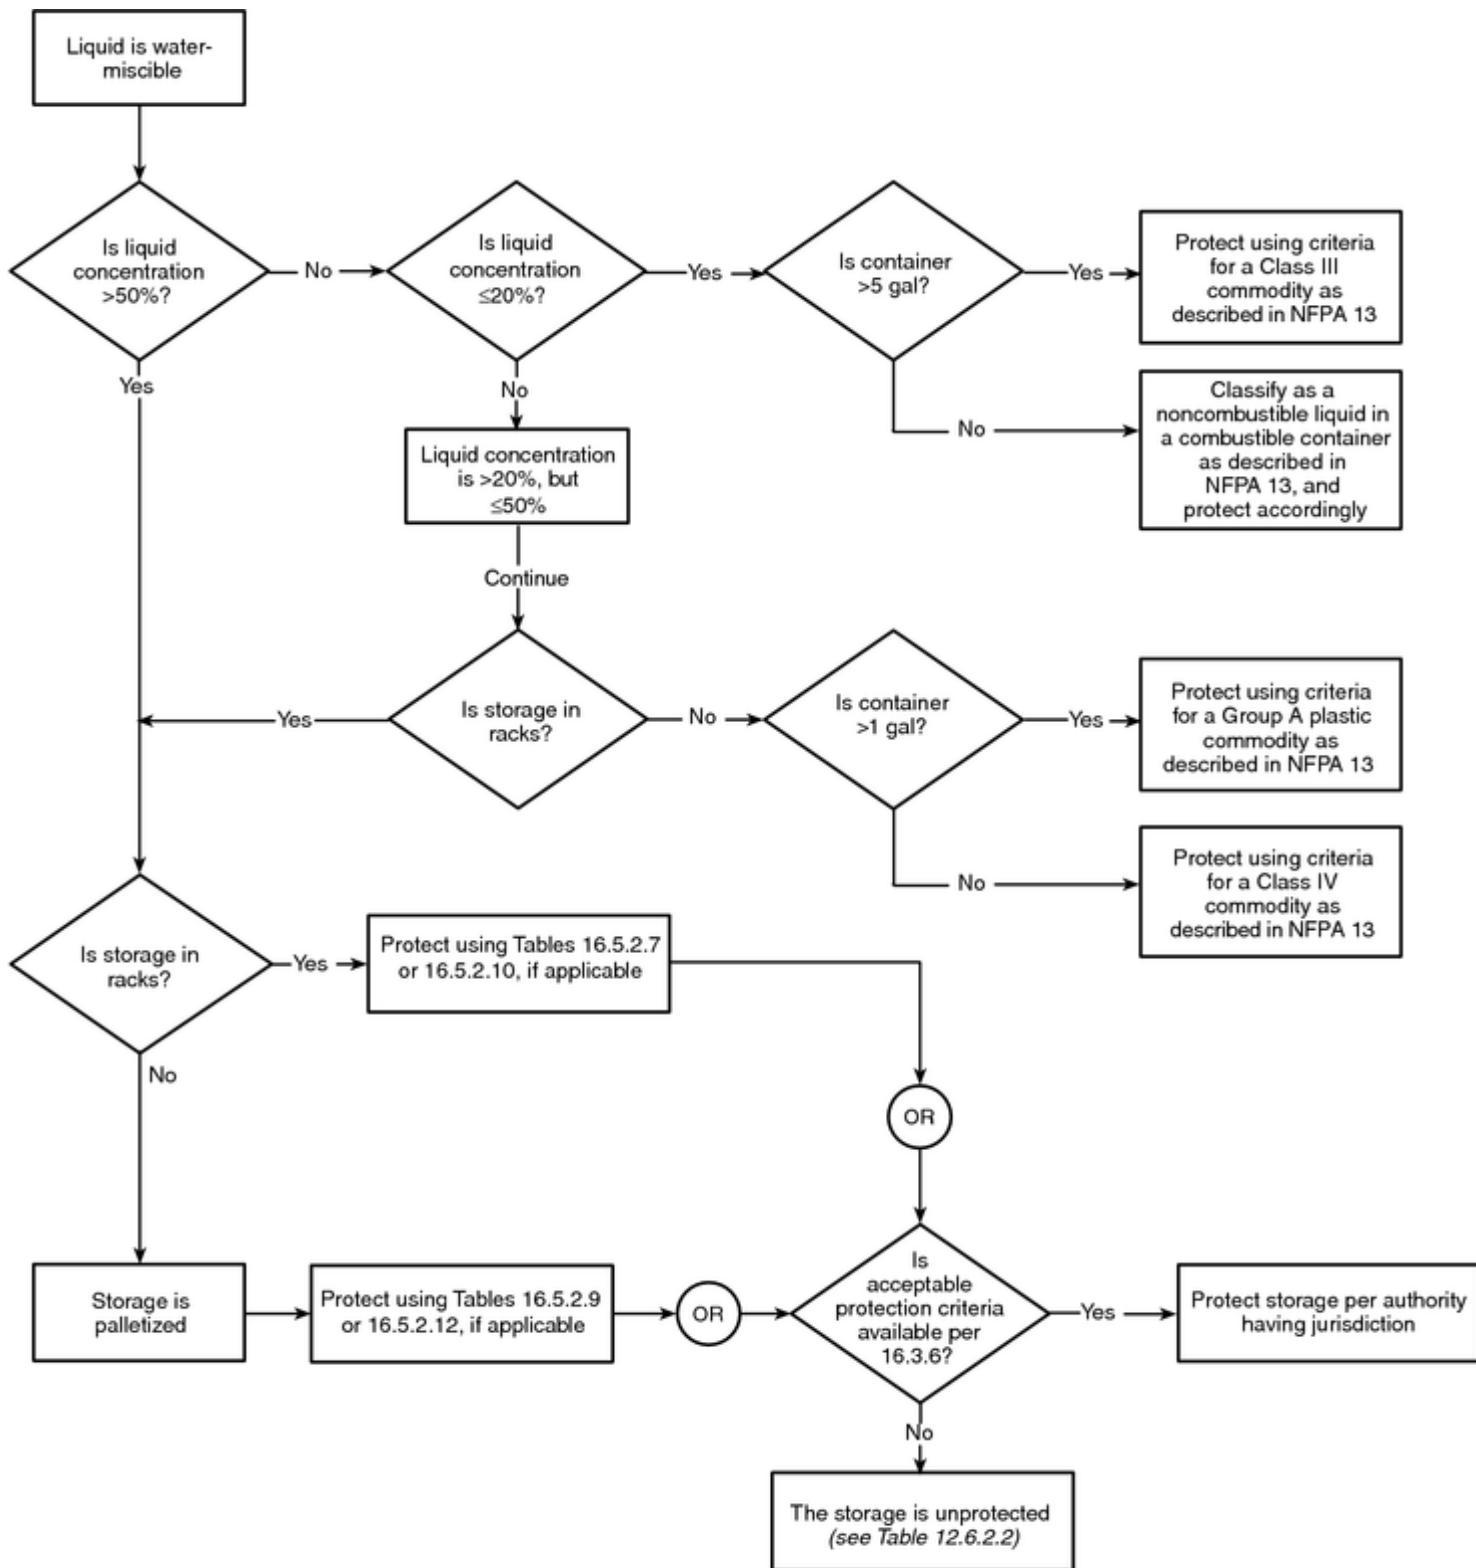 Liquid is water-
miscible
Is liquid
concentration
>50%?
No
Is liquid
concentration
≤20%?
Yes
Is container
>5 gal?
Yes
Protect using criteria
for a Class III
commodity as
described in NFPA 13
Yes
No
No
Classify as a
noncombustible liquid in
a combustible container
as described in
NFPA 13, and
protect accordingly
Liquid concentration
is >20%, but
≤50%
Continue
Yes
Is storage in
racks?
No
Is container
>1 gal?
Yes
Protect using criteria
for a Group A plastic
commodity as
described in NFPA 13
No
Protect using criteria
for a Class IV
commodity as
described in NFPA 13
Is storage in
racks?
Yes
Protect using Tables 16.5.2.7
or 16.5.2.10, if applicable
No
OR
Storage is
palletized
Protect using Tables 16.5.2.9
or 16.5.2.12, if applicable
OR
Is
acceptable
protection criteria
available per
16.3.6?
Yes
Protect storage per authority
having jurisdiction
No
The storage is unprotected
(see Table 12.6.2.2)